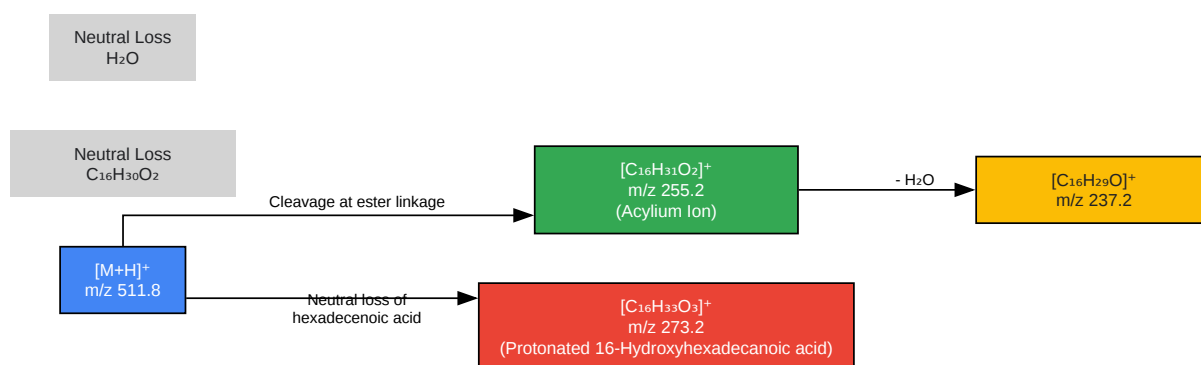 Neutral Loss
H₂O
Neutral Loss
C₁₆H₃₀O₂
Cleavage at ester linkage
[M+H]⁺
m/z 511.8
Neutral loss of
hexadecenoic acid
[C₁₆H₃₁O₂]⁺
m/z 255.2
(Acylium Ion)
- H₂O
[C₁₆H₂₉O]⁺
m/z 237.2
[C₁₆H₃₃O₃]⁺
m/z 273.2
(Protonated 16-Hydroxyhexadecanoic acid)